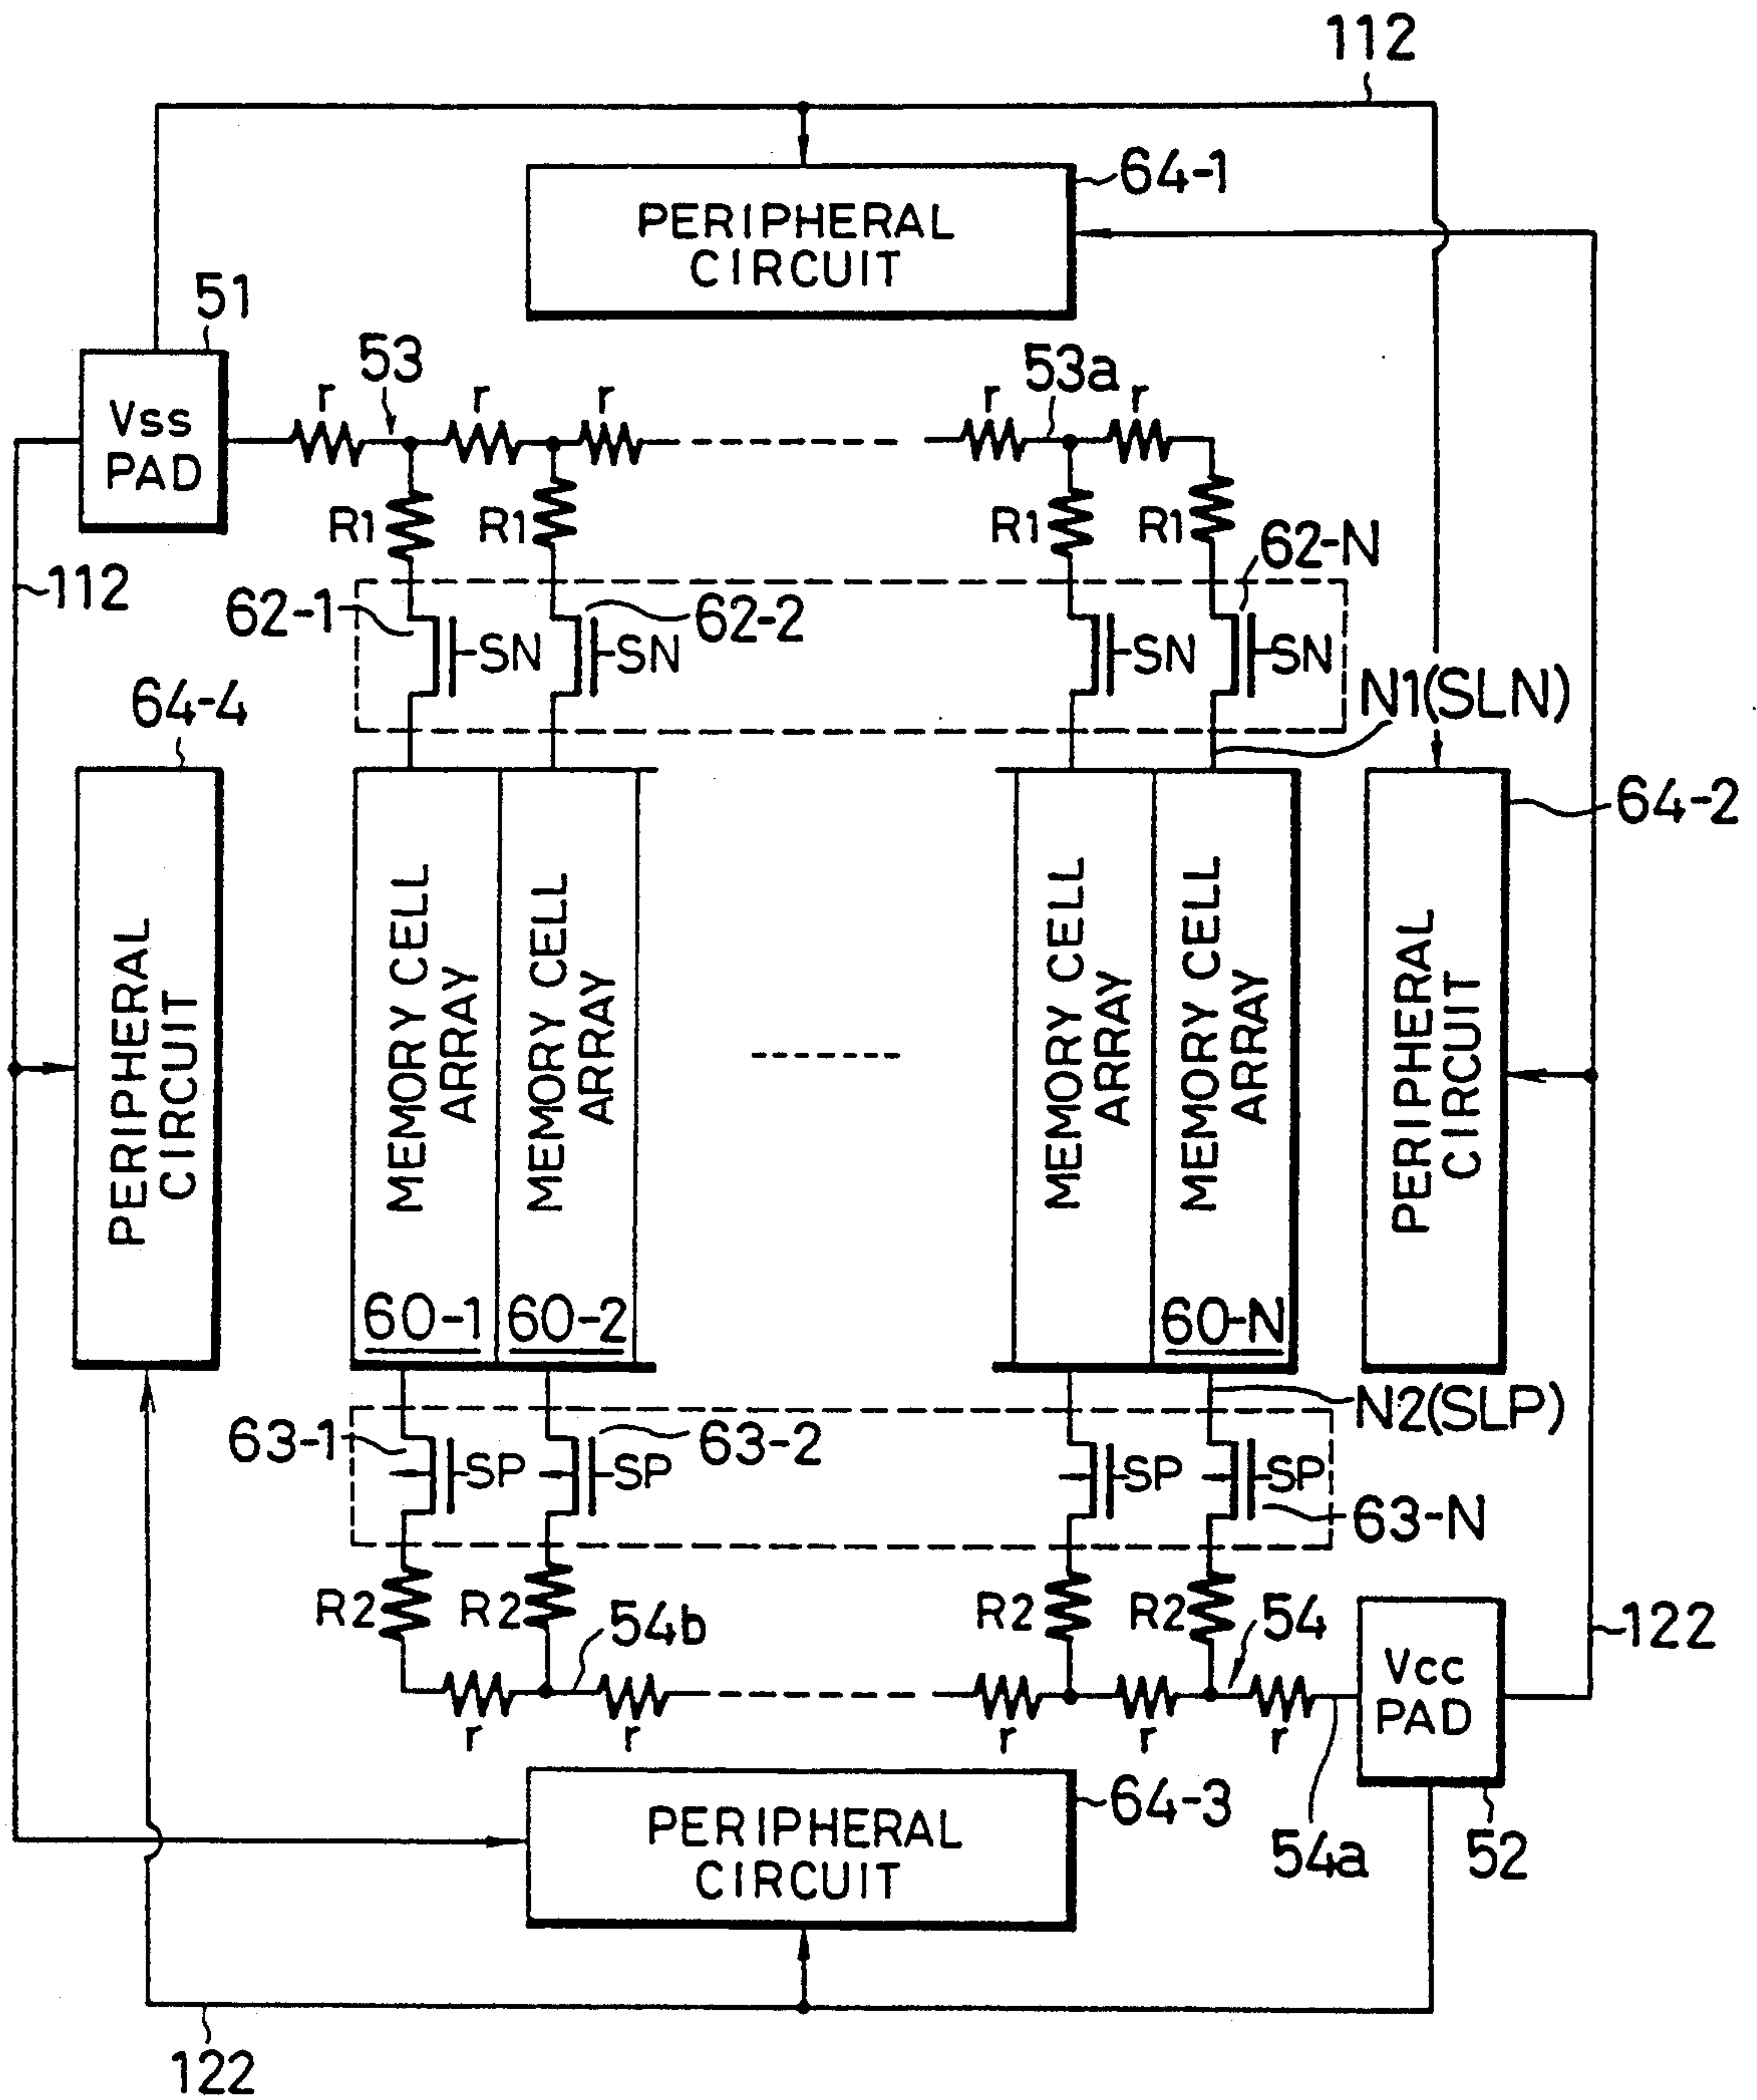 112
64-1
PERIPHERAL
CIRCUIT
51
53
53a
r
r
r
r
r
Vss
PAD
R1
R1
R1
R1
62-N
112
62-1
62-2
SN
SN
SN
SN
N1(SLN)
64-4
64-2
PERIPHERAL
CIRCUIT
MEMORY CELL
ARRAY
MEMORY CELL
ARRAY
MEMORY CELL
ARRAY
MEMORY CELL
ARRAY
PERIPHERAL
CIRCUIT
60-1
60-2
60-N
N2(SLP)
63-1
63-2
SP
SP
SP
SP
63-N
R2
R2
R2
R2
54b
54
122
Vcc
PAD
r
r
r
r
r
64-3
PERIPHERAL
CIRCUIT
54a
52
122